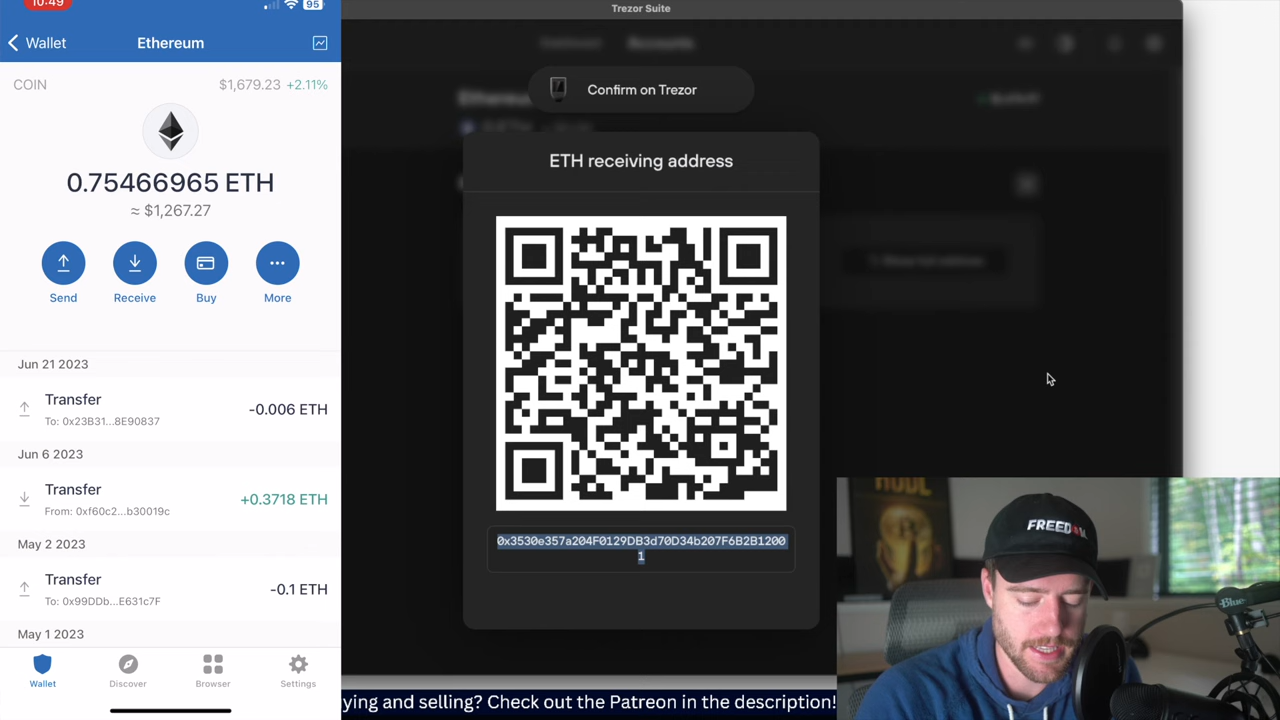 10:49
95
Wallet
Ethereum
COIN
$1,679.23 +2.11%
0.75466965 ETH
≈ $1,267.27
Send
Receive
Buy
More
Jun 21 2023
Transfer
-0.006 ETH
To: 0x23B31...8E90837
Jun 6 2023
Transfer
+0.3718 ETH
From: 0xf60c2...b30019c
May 2 2023
Transfer
-0.1 ETH
To: 0x99DDb...E631c7F
May 1 2023
Wallet
Discover
Browser
Settings
Trezor Suite
Accounts
Confirm on Trezor
ETH receiving address
0x3530e357a204F0129DB3d70D34b207F6B2B1200
1
HODL
FREEDOM
Blue
ying and selling? Check out the Patreon in the description!